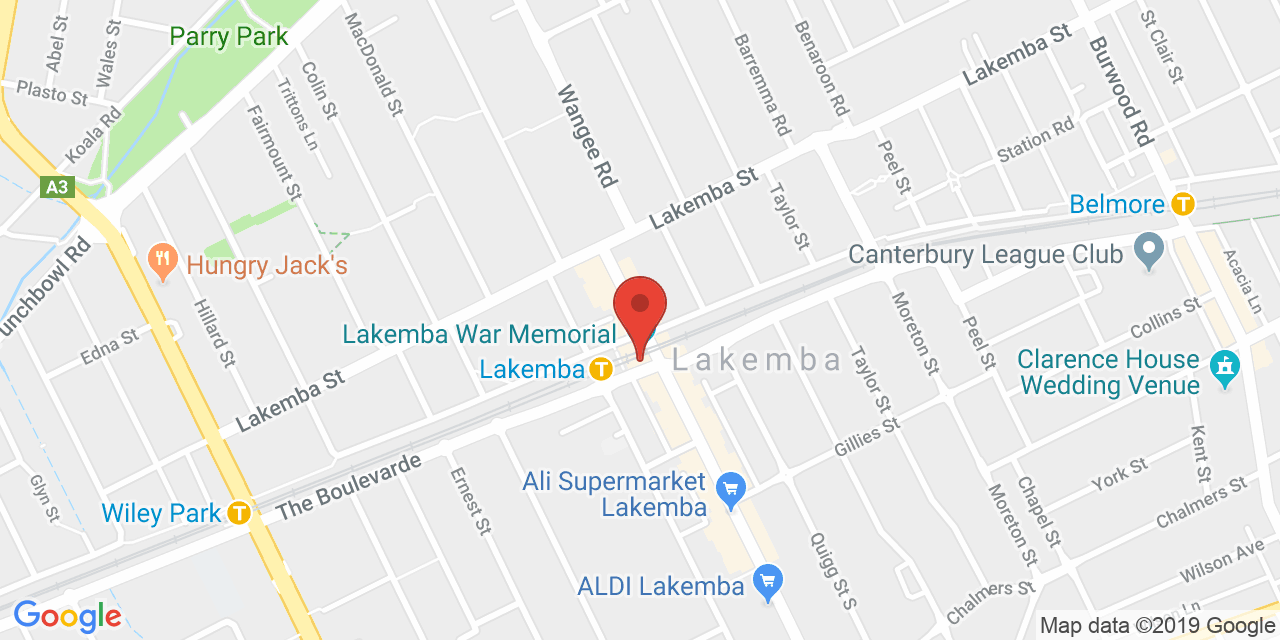 Parry Park
Abel St
Wales St
Plasto St
Koala Rd
MacDonald St
Colin St
Trittons Ln
Fairmount St
Wangee Rd
Barremma Rd
Benaroon Rd
Lakemba St
Burwood Rd
St Clair St
Station Rd
Peel St
A3
Lakemba St
Taylor St
Belmore
T
Canterbury League Club
Acacia Ln
unchbowl Rd
Hungry Jack's
Hillard St
Edna St
Lakemba War Memorial
Lakemba
T
Lakemba
Moreton St
Peel St
Collins St
Clarence House
Wedding Venue
Taylor St
Lakemba St
Gillies St
Kent St
York St
The Boulevarde
Ernest St
Ali Supermarket
Lakemba
Glyn St
Wiley Park
T
Quigg St S
Moreton St
Chapel St
Chalmers St
Wilson Ave
ALDI Lakemba
Chalmers St
Ln
Google
Map data ©2019 Google